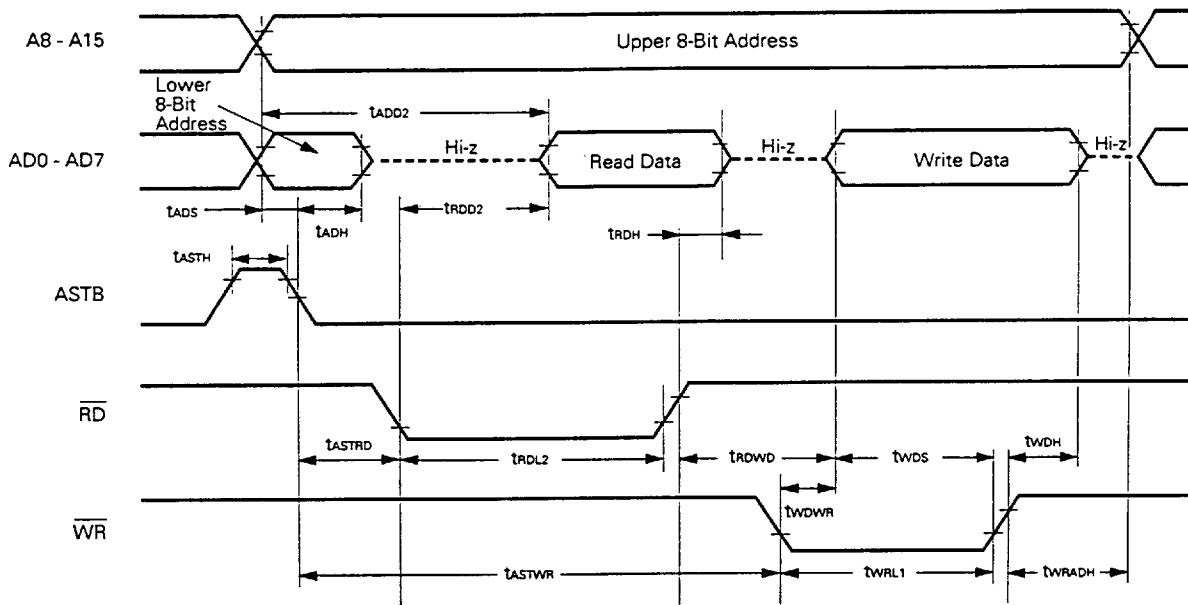 A8 - A15
Upper 8-Bit Address
Lower
8-Bit
Address
tADD2
AD0 - AD7
Hi-z
Read Data
Hi-z
Write Data
Hi-z
tADS
tADH
tRDD2
tRDH
tASTH
ASTB
RD
tASTRD
tRDL2
tRDWD
tWDS
tWDH
tWDWR
WR
tASTWR
tWRL1
tWRADH